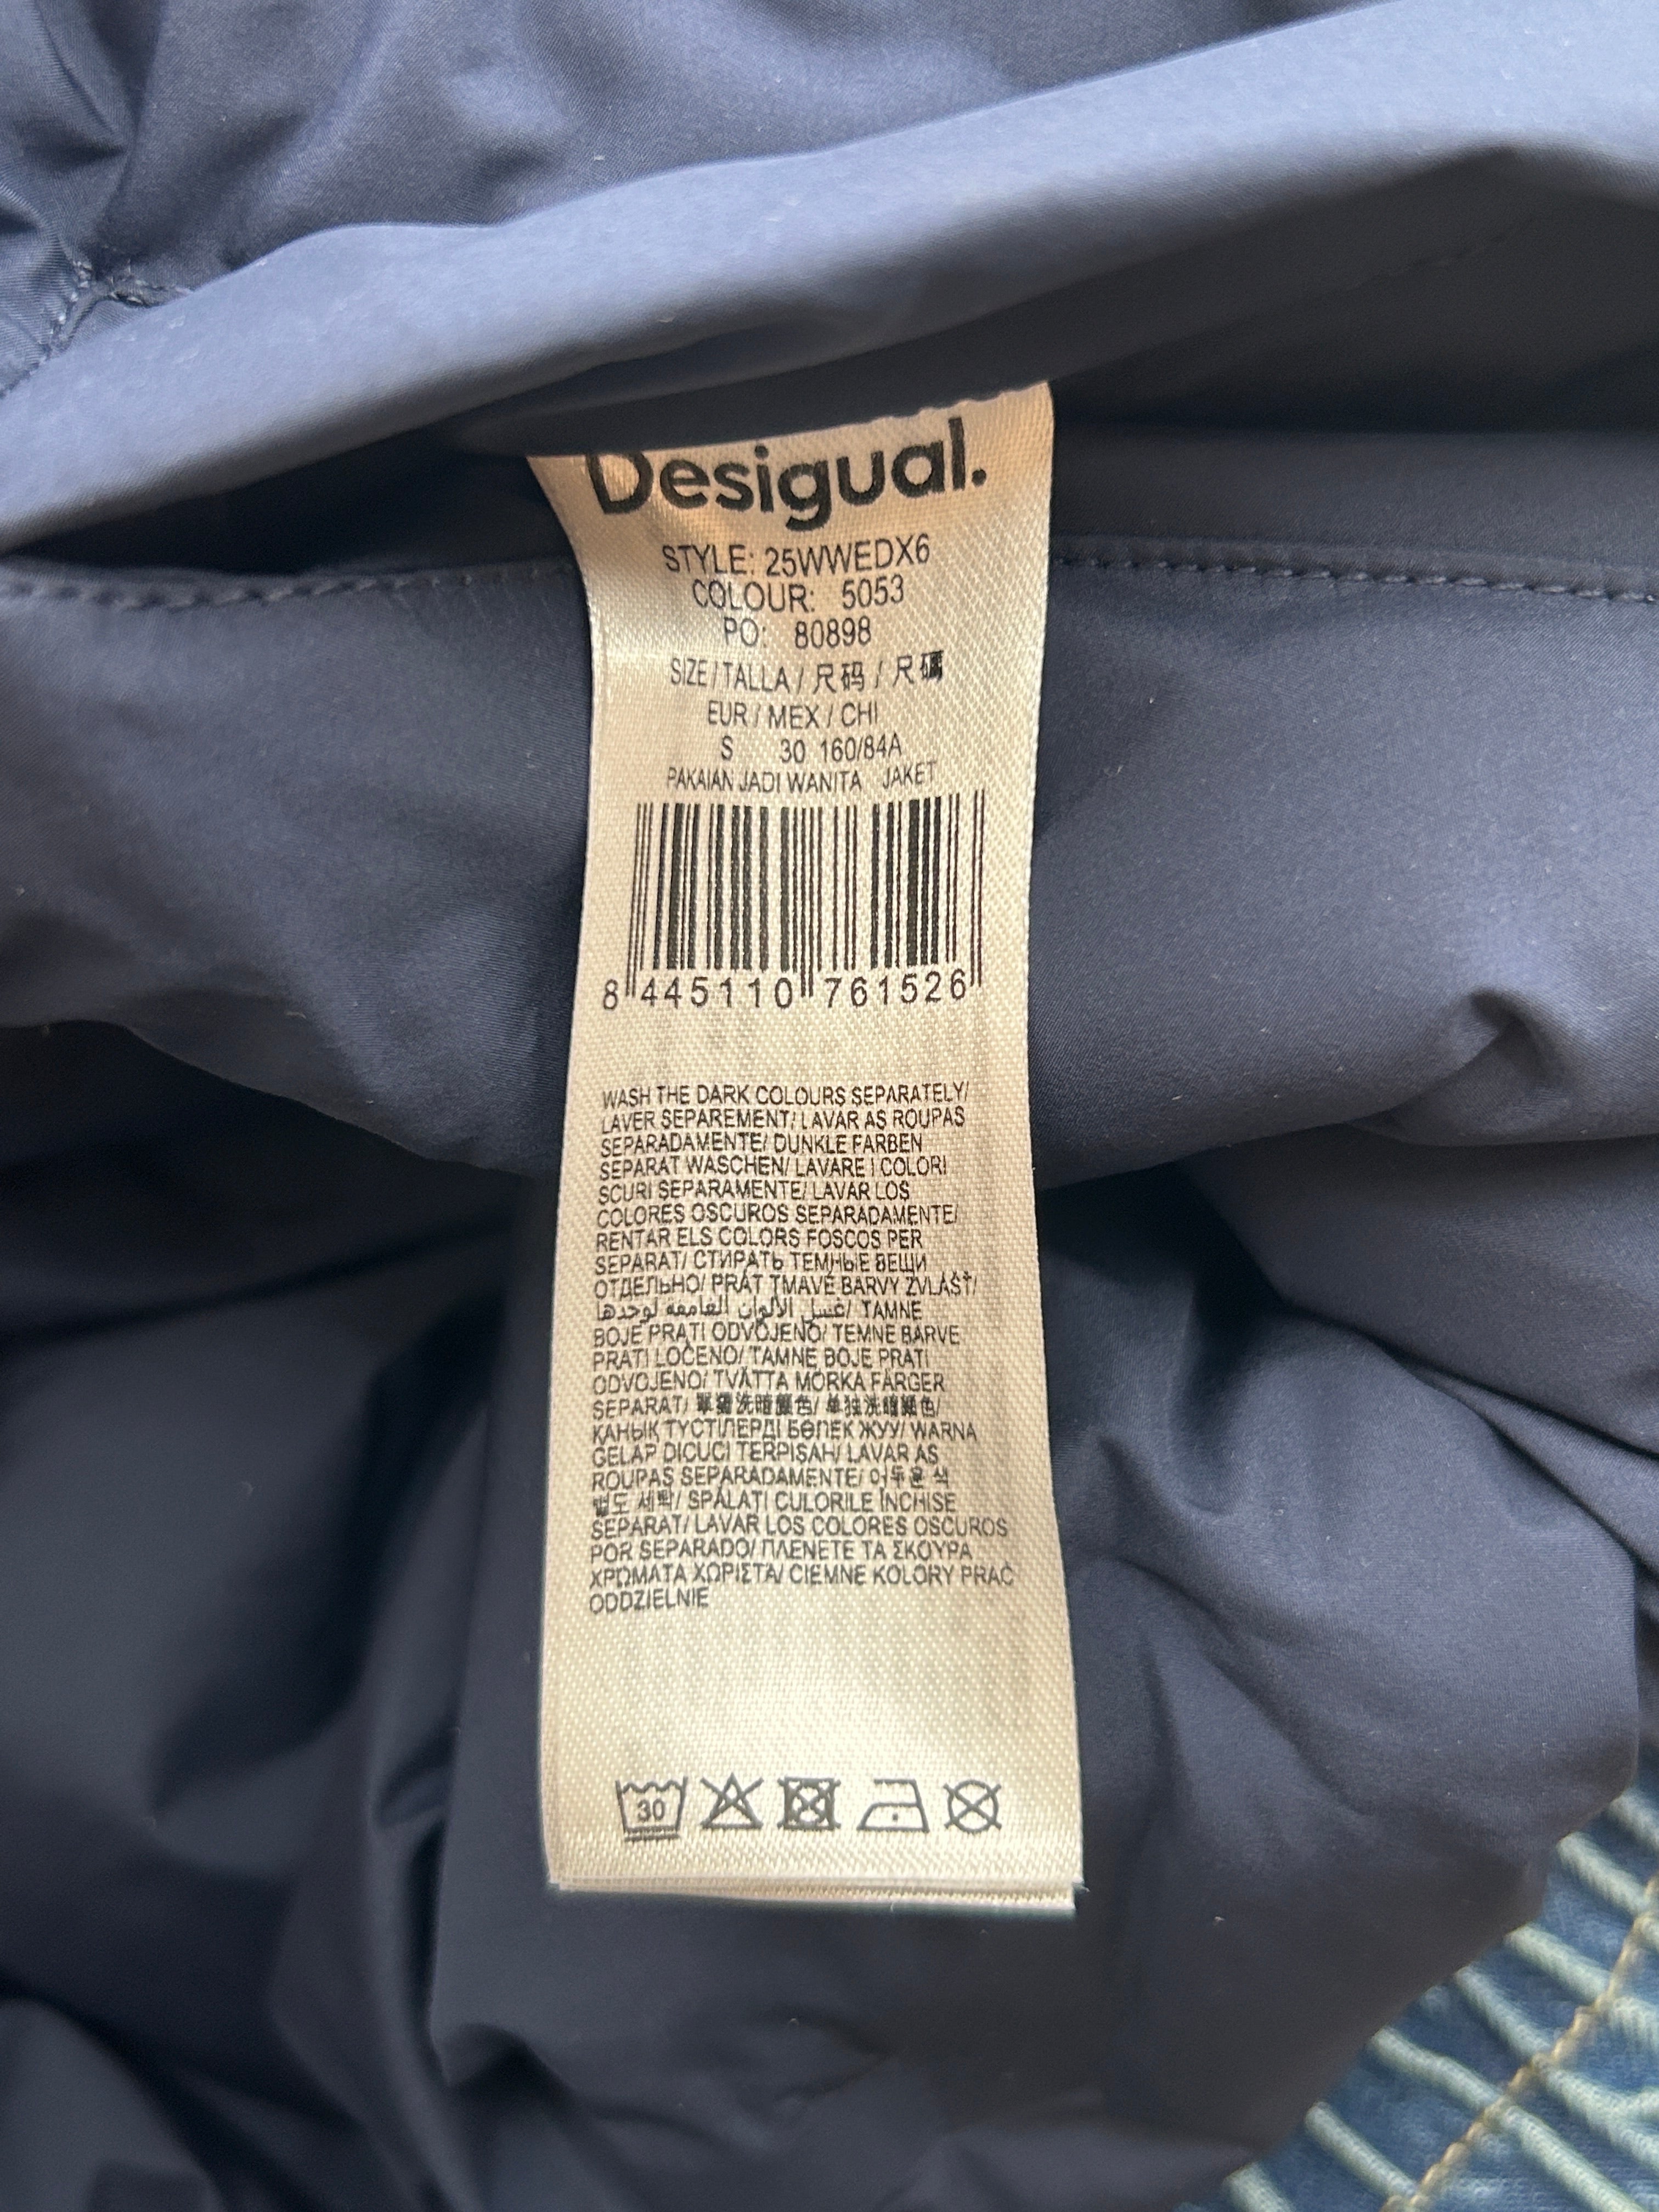 Desigual.
STYLE: 25WWEDX6
COLOUR: 5053
PO: 80898
SIZE / TALLA / 尺码 / 尺碼
EUR / MEX / CHI
S 30 160/84A
PAKAIAN JADI WANITA JAKET
8 445110 761526
WASH THE DARK COLOURS SEPARATELY/
LAVER SEPAREMENT/ LAVAR AS ROUPAS
SEPARADAMENTE/ DUNKLE FARBEN
SEPARAT WASCHEN/ LAVARE I COLORI
SCURI SEPARAMENTE/ LAVAR LOS
COLORES OSCUROS SEPARADAMENTE/
RENTAR ELS COLORS FOSCOS PER
SEPARAT/ СТИРАТЬ ТЕМНЫЕ ВЕЩИ
ОТДЕЛЬНО/ PRÁT TMAVÉ BARVY ZVLÁŠŤ/
غسل الألوان الغامقة لوحدها/ TAMNE
BOJE PRATI ODVOJENO/ TEMNE BARVE
PRATI LOČENO/ TAMNE BOJE PRATI
ODVOJENO/ TVÄTTA MÖRKA FÄRGER
SEPARAT/ 單獨洗暗顏色/ 单独洗暗颜色/
ҚАНЫҚ ТҮСТІЛЕРДІ БӨЛЕК ЖУУ/ WARNA
GELAP DICUCI TERPISAH/ LAVAR AS
ROUPAS SEPARADAMENTE/ 어두운 색
별도 세탁/ SPĂLAȚI CULORILE ÎNCHISE
SEPARAT/ LAVAR LOS COLORES OSCUROS
POR SEPARADO/ ΠΛΕΝΕΤΕ ΤΑ ΣΚΟΥΡΑ
ΧΡΩΜΑΤΑ ΧΩΡΙΣΤΑ/ CIEMNE KOLORY PRAĆ
ODDZIELNIE
30